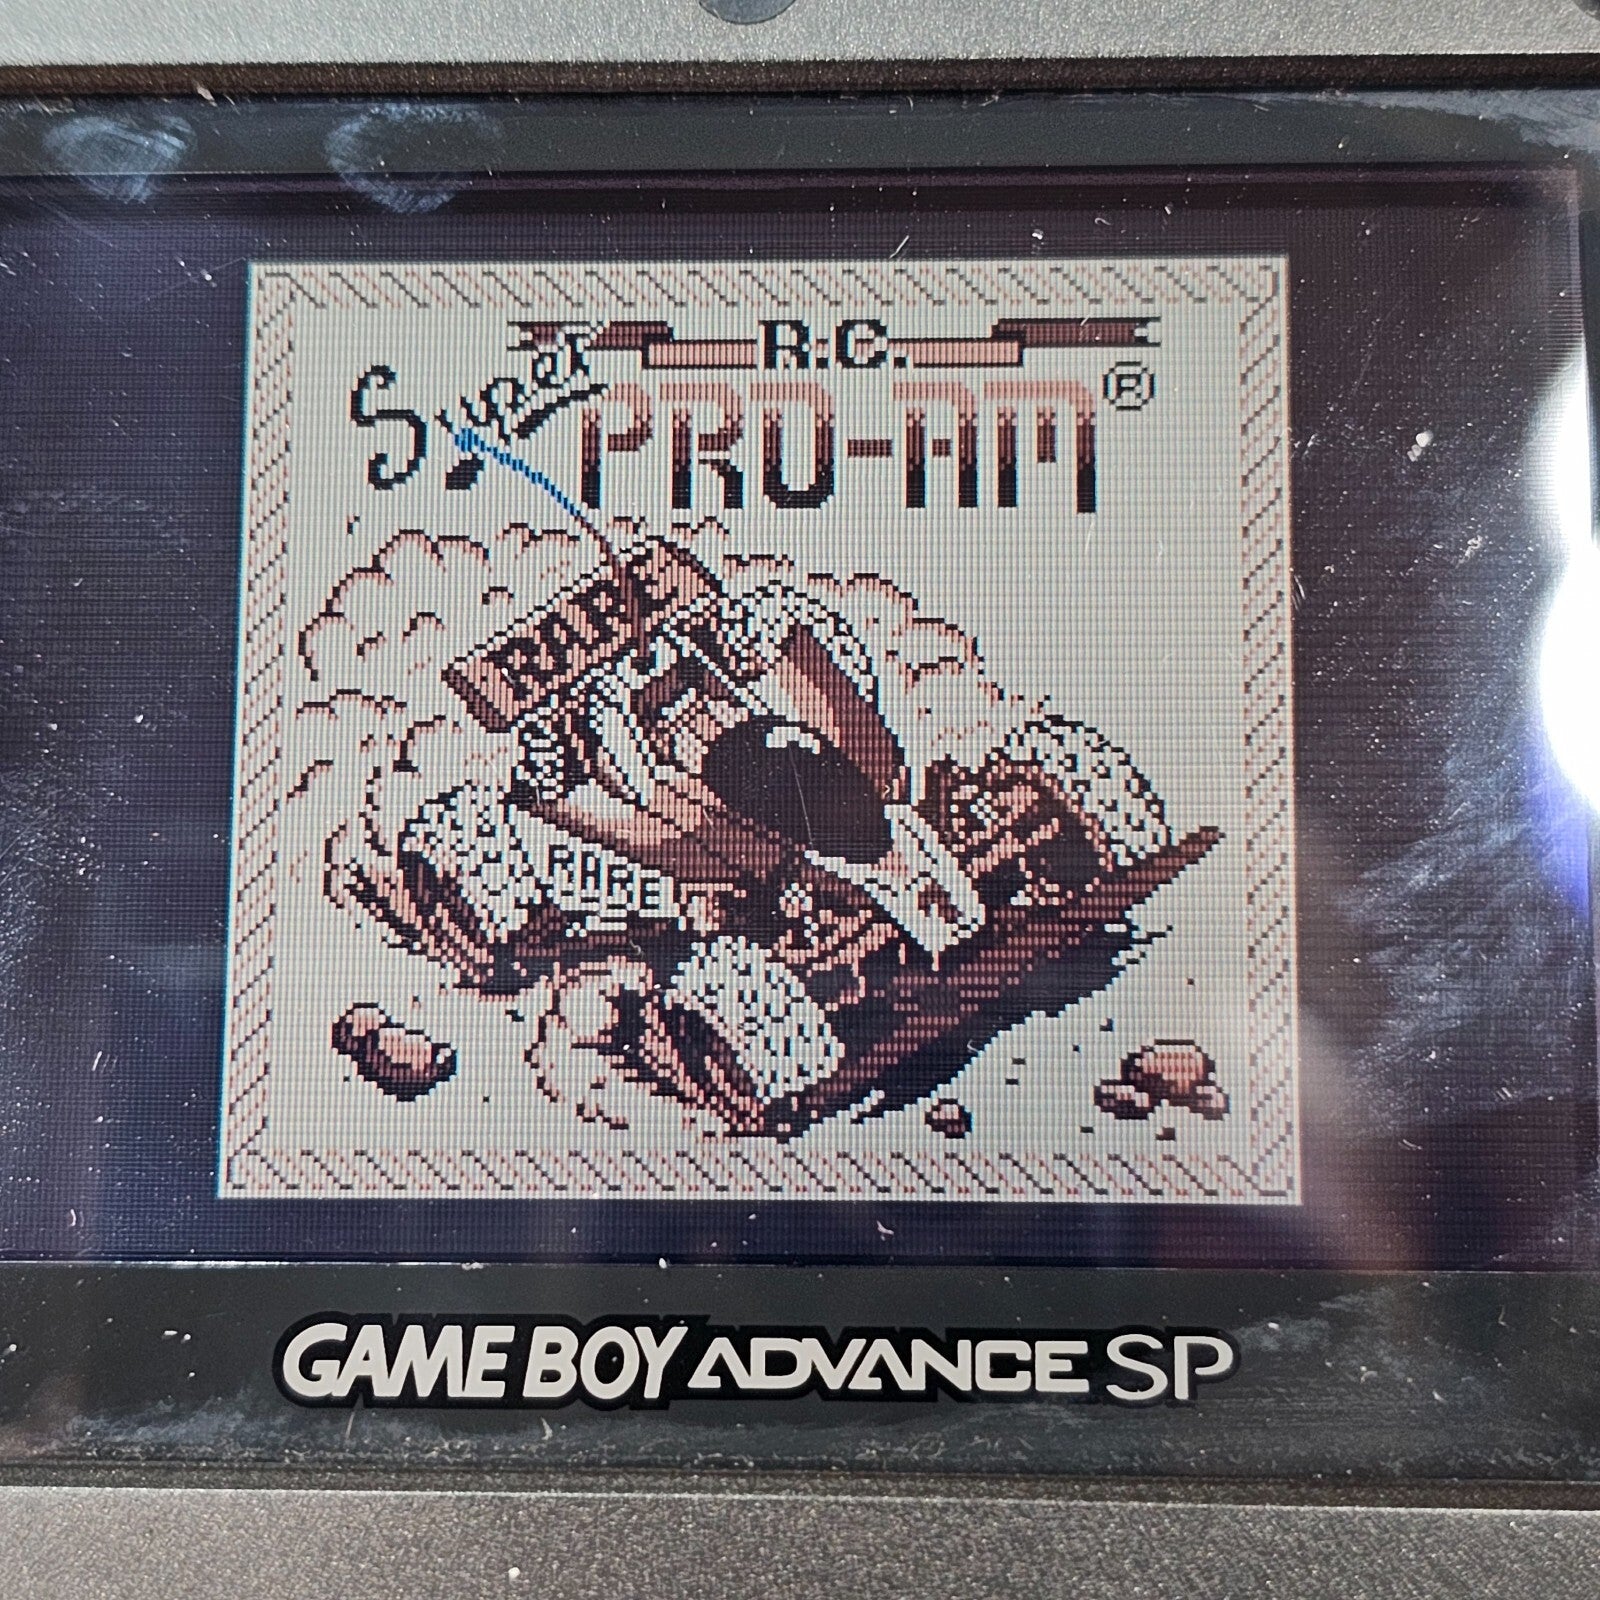 Super R.C.
PRO-AM®
RARE
RARE
GAME BOY ADVANCE SP